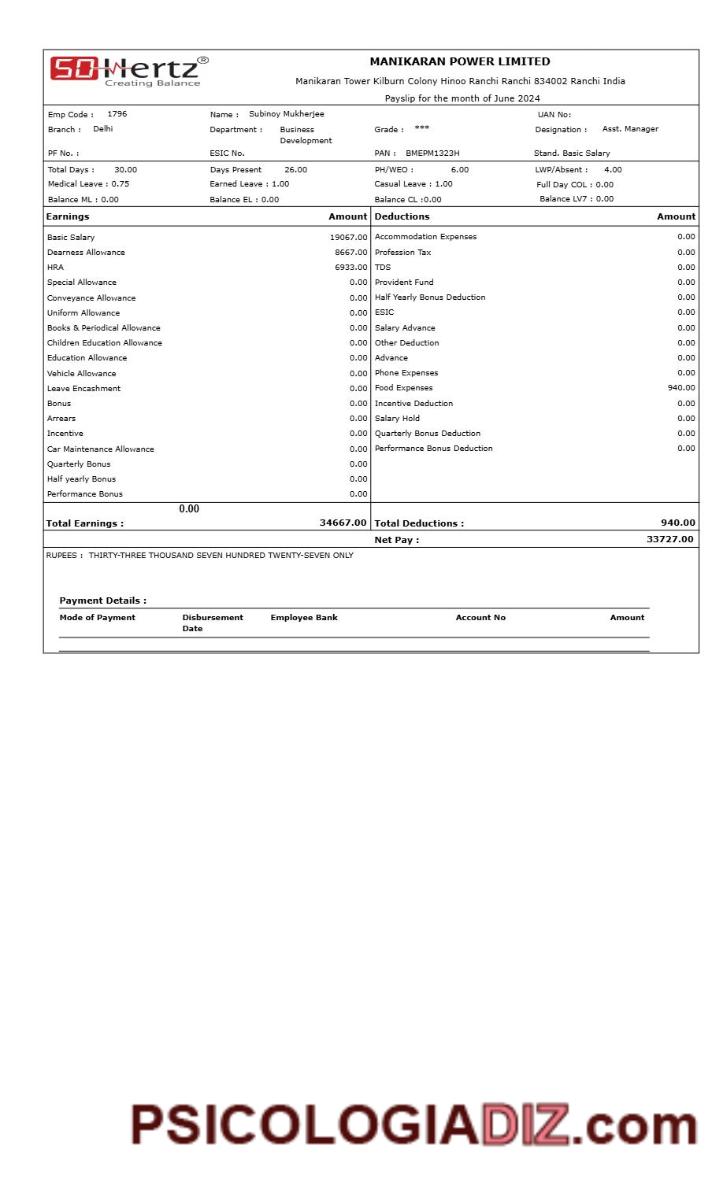 50Hertz® MANIKARAN POWER LIMITED
Creating Balance Manikaran Tower Kilburn Colony Hinoo Ranchi Ranchi 834002 Ranchi India
Payslip for the month of June 2024
Emp Code : 1796 Name : Subinoy Mukherjee UAN No:
Branch : Delhi Department : Business Development Grade : *** Designation : Asst. Manager
PF No. : ESIC No. PAN : BMEPM1323H Stand. Basic Salary
Total Days : 30.00 Days Present 26.00 PH/WEO : 6.00 LWP/Absent : 4.00
Medical Leave : 0.75 Earned Leave : 1.00 Casual Leave : 1.00 Full Day COL : 0.00
Balance ML : 0.00 Balance EL : 0.00 Balance CL :0.00 Balance LV7 : 0.00
Earnings Amount Deductions Amount
Basic Salary 19067.00 Accommodation Expenses 0.00
Dearness Allowance 8667.00 Profession Tax 0.00
HRA 6933.00 TDS 0.00
Special Allowance 0.00 Provident Fund 0.00
Conveyance Allowance 0.00 Half Yearly Bonus Deduction 0.00
Uniform Allowance 0.00 ESIC 0.00
Books & Periodical Allowance 0.00 Salary Advance 0.00
Children Education Allowance 0.00 Other Deduction 0.00
Education Allowance 0.00 Advance 0.00
Vehicle Allowance 0.00 Phone Expenses 0.00
Leave Encashment 0.00 Food Expenses 940.00
Bonus 0.00 Incentive Deduction 0.00
Arrears 0.00 Salary Hold 0.00
Incentive 0.00 Quarterly Bonus Deduction 0.00
Car Maintenance Allowance 0.00 Performance Bonus Deduction 0.00
Quarterly Bonus 0.00
Half yearly Bonus 0.00
Performance Bonus 0.00
0.00
Total Earnings : 34667.00 Total Deductions : 940.00
Net Pay : 33727.00
RUPEES : THIRTY-THREE THOUSAND SEVEN HUNDRED TWENTY-SEVEN ONLY
Payment Details :
Mode of Payment Disbursement Date Employee Bank Account No Amount
PSICOLOGIADIZ.com